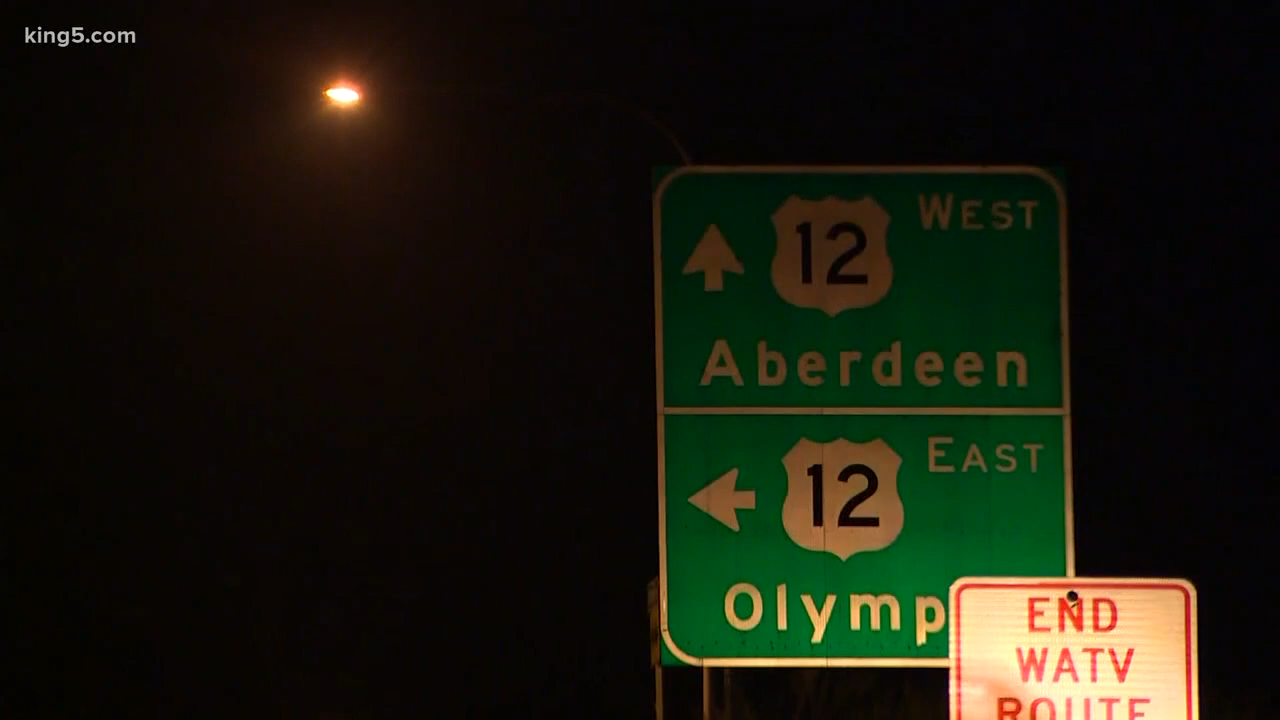 king5.com
12 WEST
Aberdeen
12 EAST
Olymp
END
WATV
ROUTE